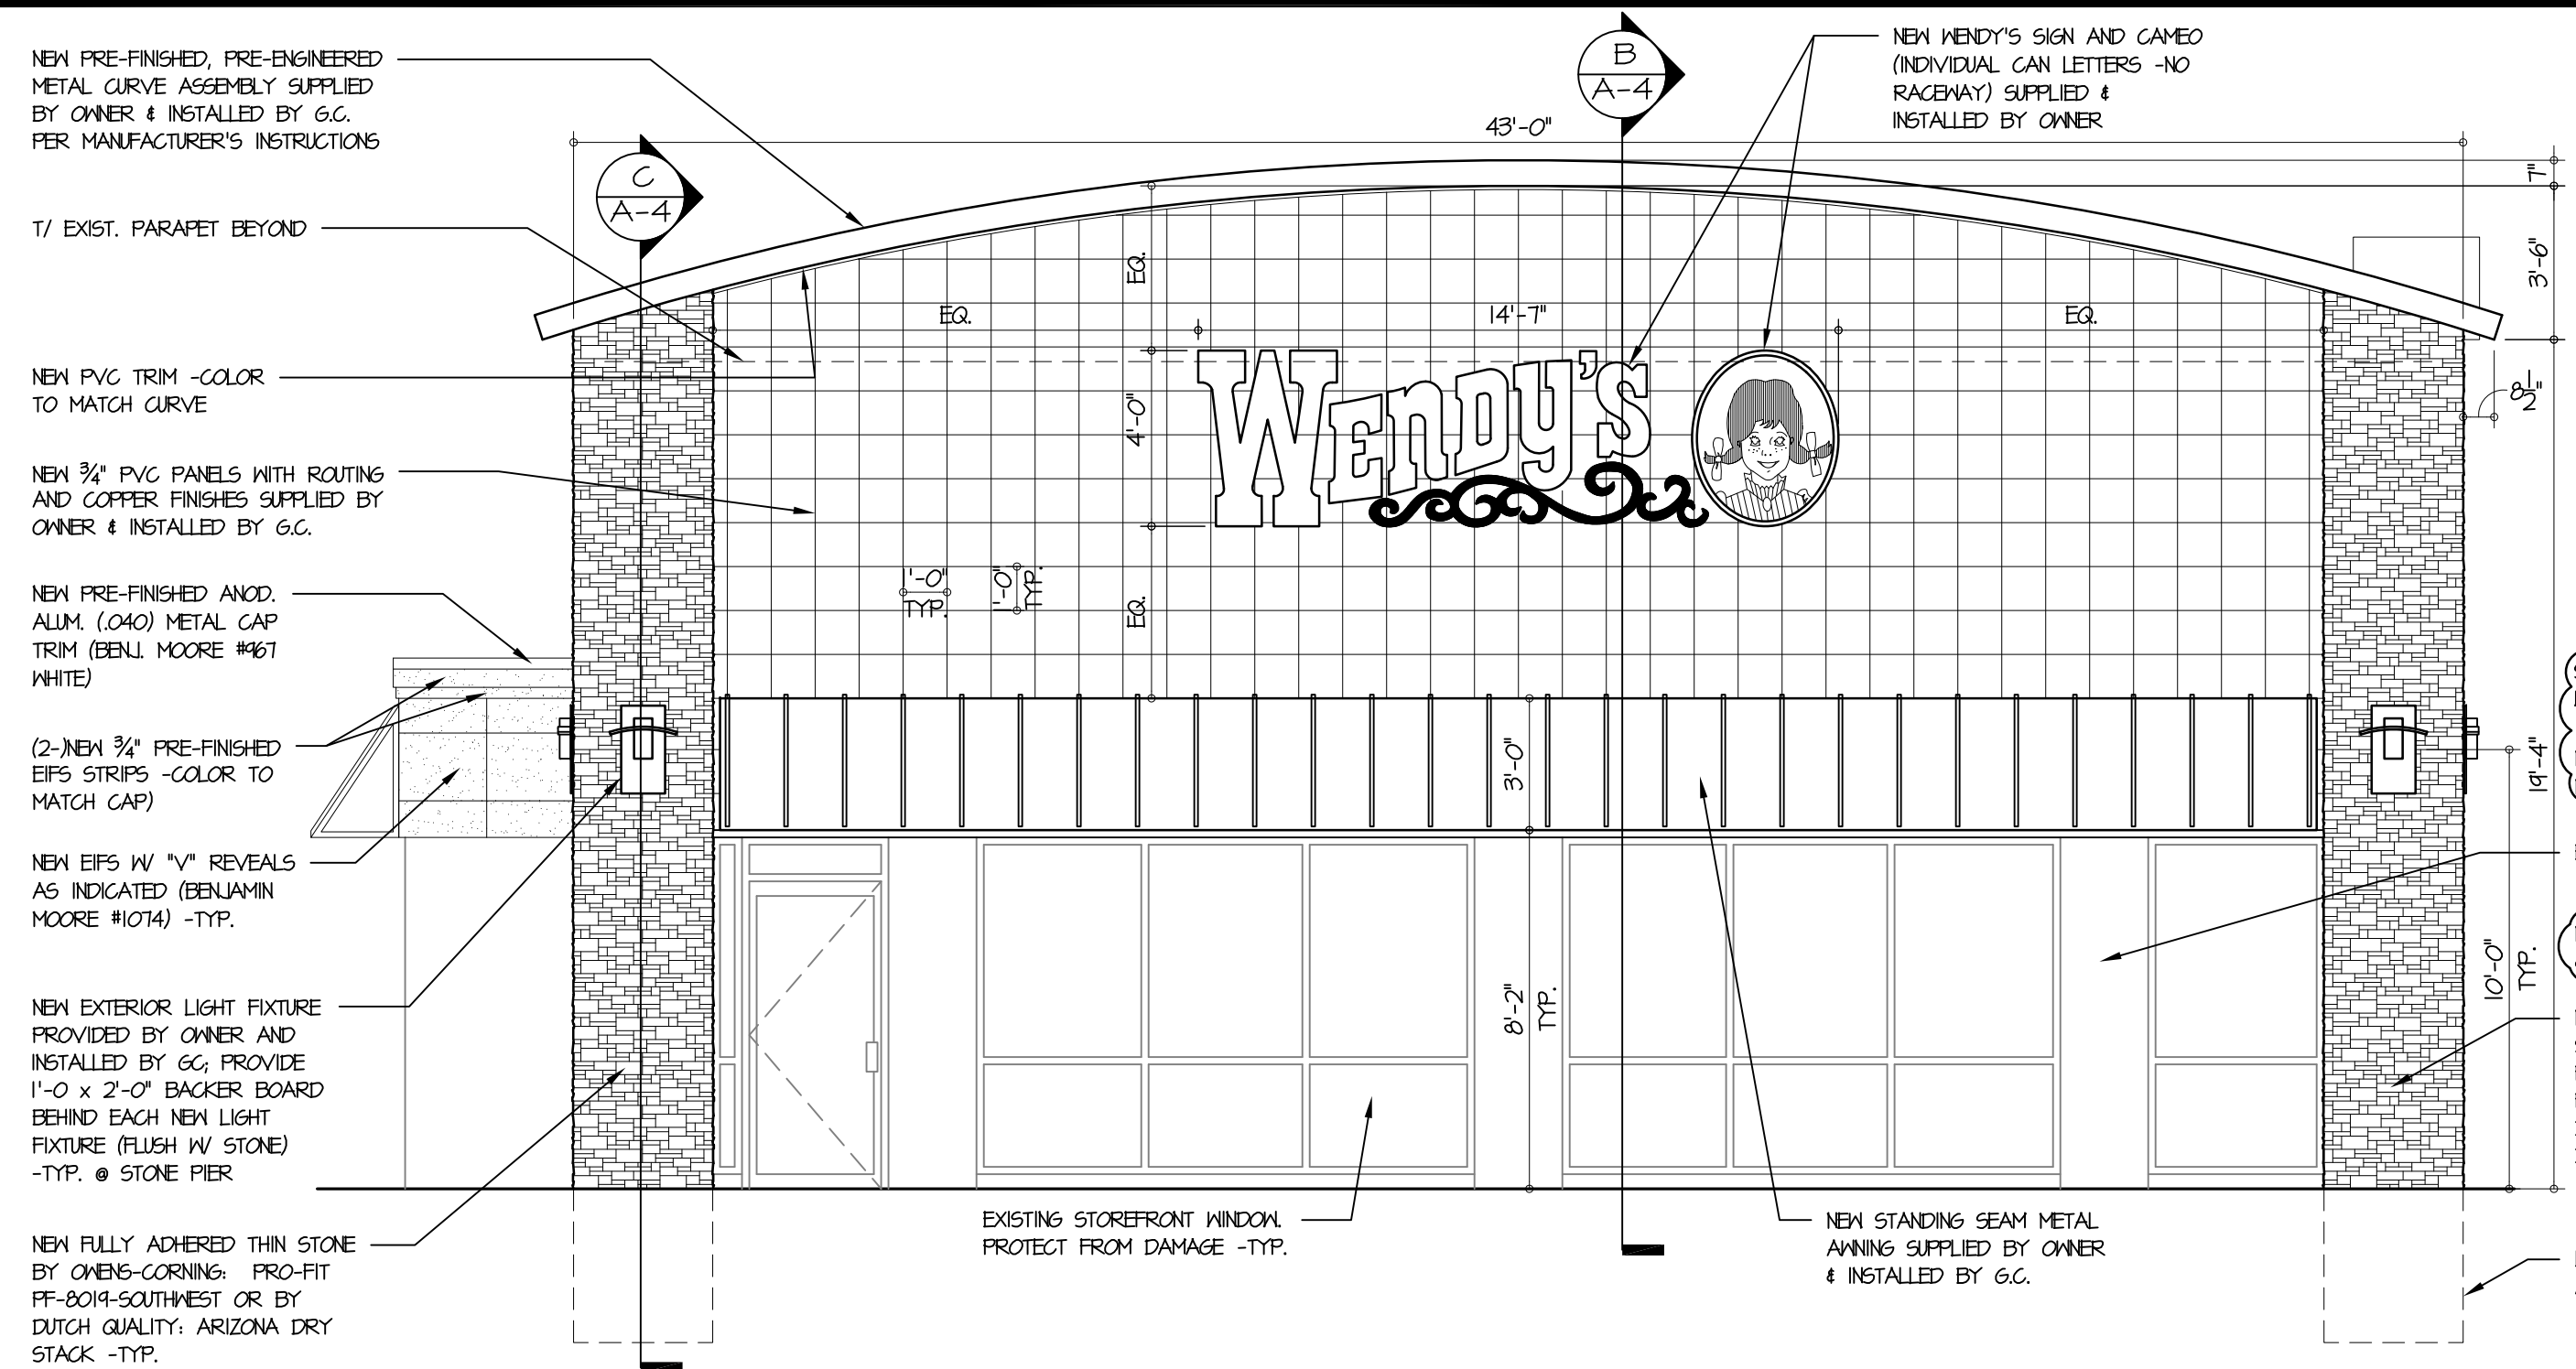 NEW PRE-FINISHED, PRE-ENGINEERED
METAL CURVE ASSEMBLY SUPPLIED
BY OWNER & INSTALLED BY G.C.
PER MANUFACTURER'S INSTRUCTIONS
T/ EXIST. PARAPET BEYOND
NEW PVC TRIM -COLOR
TO MATCH CURVE
NEW ¾" PVC PANELS WITH ROUTING
AND COPPER FINISHES SUPPLIED BY
OWNER & INSTALLED BY G.C.
NEW PRE-FINISHED ANOD.
ALUM. (.040) METAL CAP
TRIM (BENJ. MOORE #967
WHITE)
(2-)NEW ¾" PRE-FINISHED
EIFS STRIPS -COLOR TO
MATCH CAP)
NEW EIFS W/ "V" REVEALS
AS INDICATED (BENJAMIN
MOORE #1074) -TYP.
NEW EXTERIOR LIGHT FIXTURE
PROVIDED BY OWNER AND
INSTALLED BY GC; PROVIDE
1'-0 x 2'-0" BACKER BOARD
BEHIND EACH NEW LIGHT
FIXTURE (FLUSH W/ STONE)
-TYP. @ STONE PIER
NEW FULLY ADHERED THIN STONE
BY OWENS-CORNING: PRO-FIT
PF-8019-SOUTHWEST OR BY
DUTCH QUALITY: ARIZONA DRY
STACK -TYP.
C
A-4
B
A-4
43'-0"
NEW WENDY'S SIGN AND CAMEO
(INDIVIDUAL CAN LETTERS -NO
RACEWAY) SUPPLIED &
INSTALLED BY OWNER
7"
3'-6"
8½"
EQ.
EQ.
14'-7"
EQ.
4'-0"
WENDY'S
1'-0"
TYP.
1'-0"
TYP.
EQ.
3'-0"
19'-4"
8'-2"
TYP.
10'-0"
TYP.
EXISTING STOREFRONT WINDOW.
PROTECT FROM DAMAGE -TYP.
NEW STANDING SEAM METAL
AWNING SUPPLIED BY OWNER
& INSTALLED BY G.C.